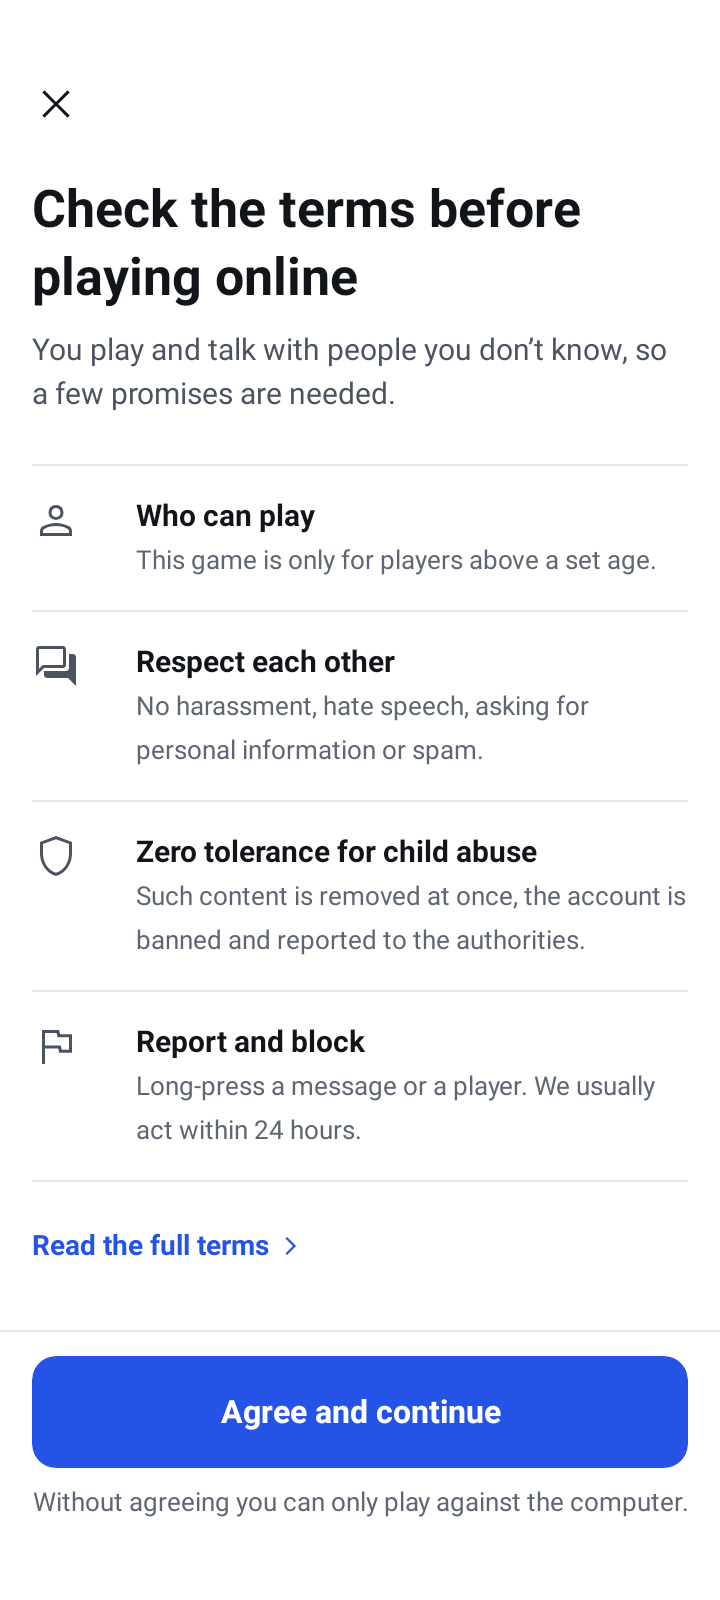 Check the terms before
playing online
You play and talk with people you don’t know, so
a few promises are needed.
Who can play
This game is only for players above a set age.
Respect each other
No harassment, hate speech, asking for
personal information or spam.
Zero tolerance for child abuse
Such content is removed at once, the account is
banned and reported to the authorities.
Report and block
Long-press a message or a player. We usually
act within 24 hours.
Read the full terms
Agree and continue
Without agreeing you can only play against the computer.